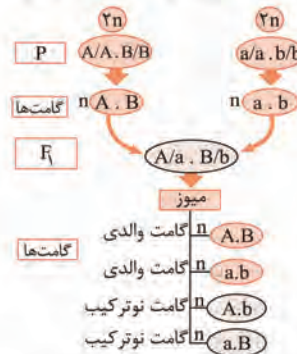 ۲n ۲n
P A/A . B/B a/a . b/b
گامت‌ها n A . B n a . b
F۱ A/a . B/b
میوز
گامت والدی n A.B
گامت‌ها
گامت والدی n a.b
گامت نوترکیب n A.b
گامت نوترکیب n a.B